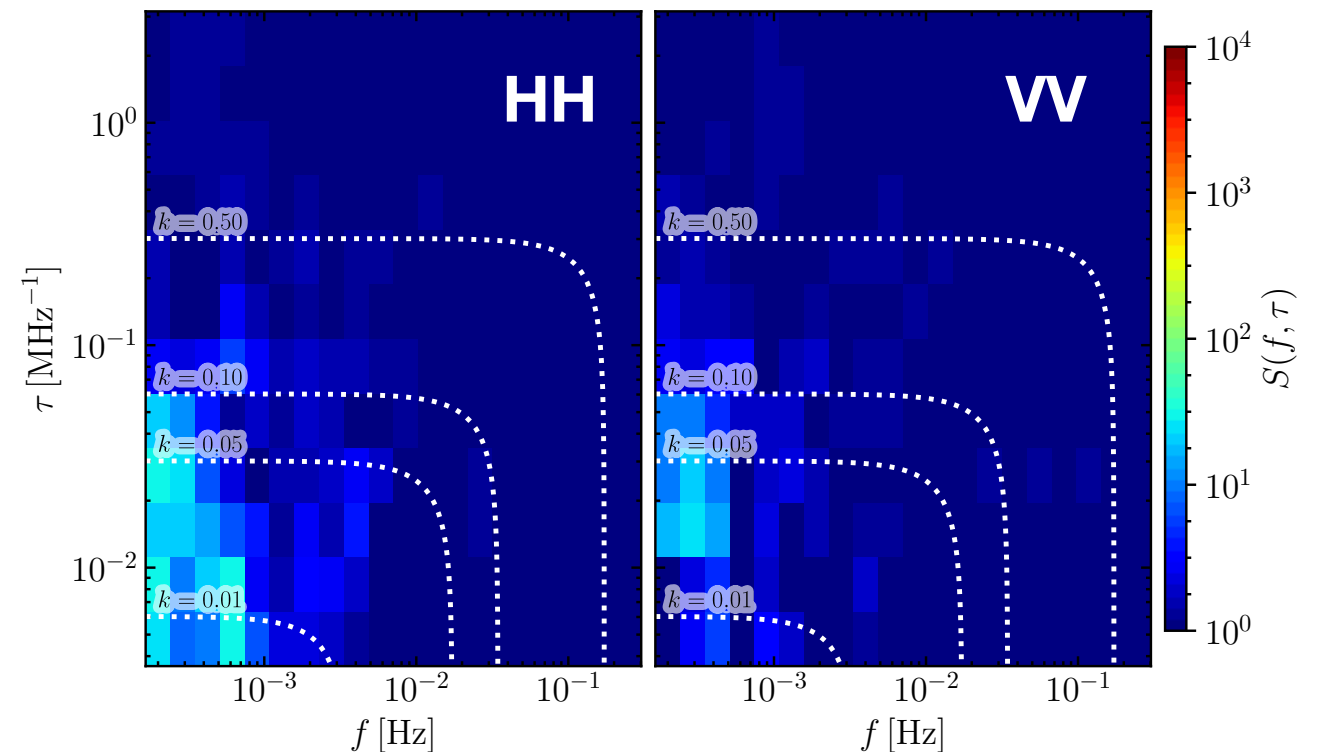 HH
VV
10⁰
10⁻¹
10⁻²
τ [MHz⁻¹]
k = 0.50
k = 0.10
k = 0.05
k = 0.01
k = 0.50
k = 0.10
k = 0.05
k = 0.01
10⁻³
10⁻²
10⁻¹
10⁻³
10⁻²
10⁻¹
f [Hz]
f [Hz]
10⁴
10³
10²
10¹
10⁰
S(f, τ)